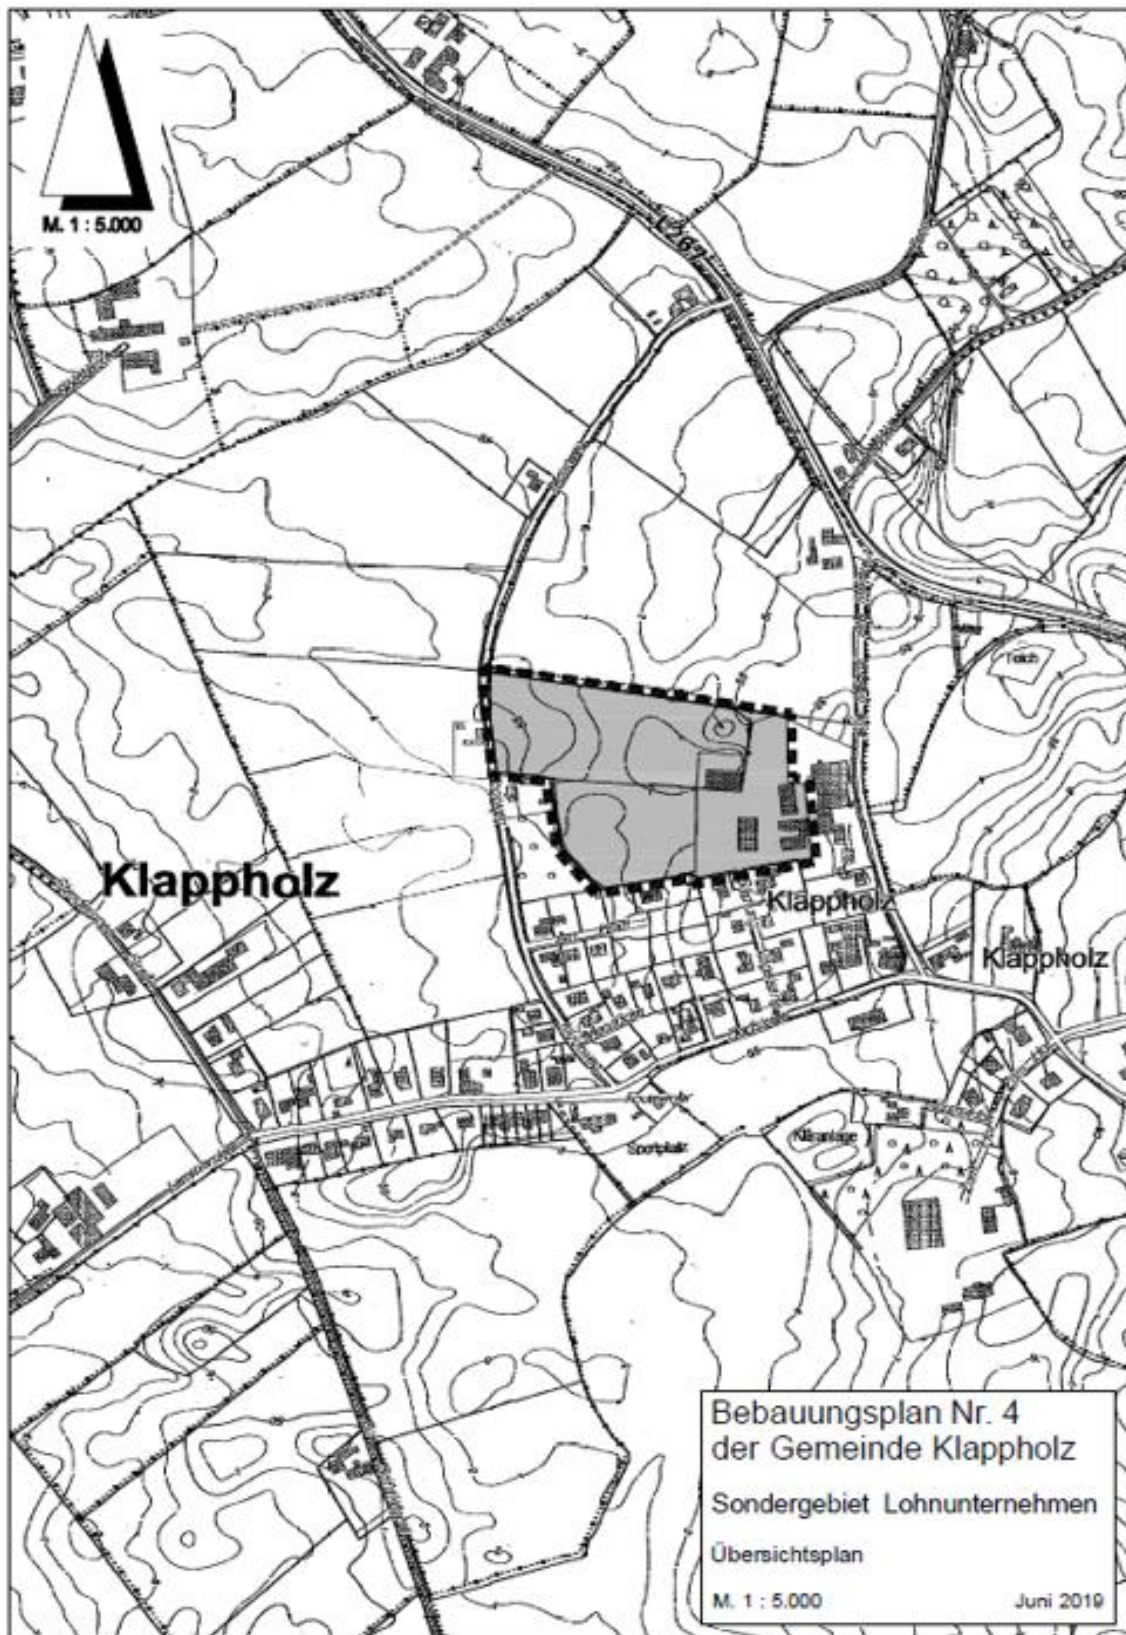 M. 1 : 5.000
L 267
Teich
Klappholz
Klappholz
Klappholz
Sportplatz
Kläranlage
Bebauungsplan Nr. 4
der Gemeinde Klappholz
Sondergebiet Lohnunternehmen
Übersichtsplan
M. 1 : 5.000 Juni 2019